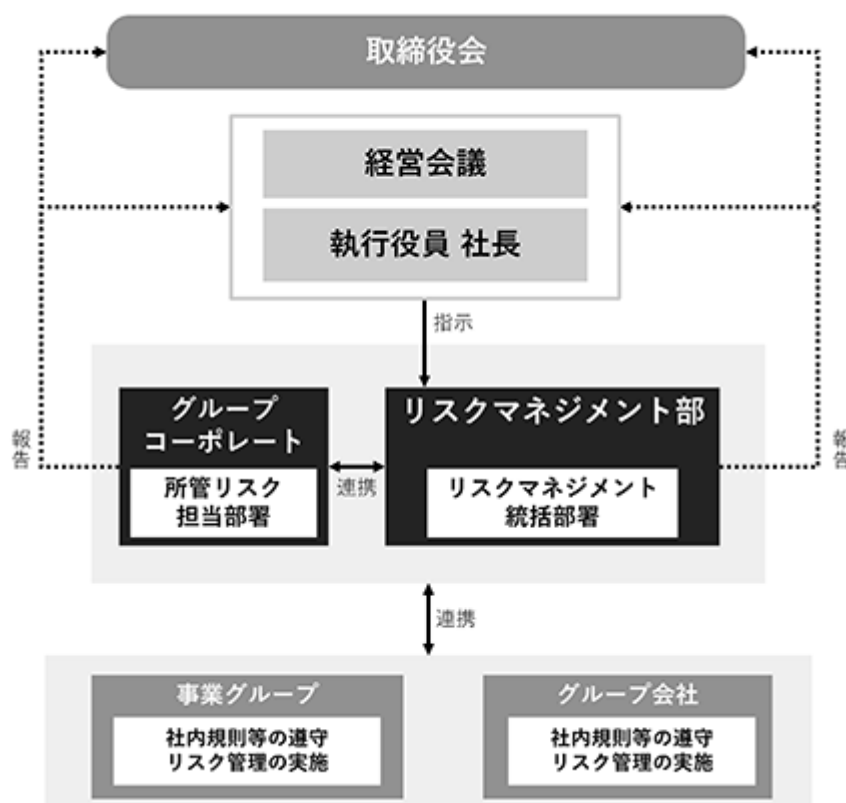 取締役会
経営会議
執行役員 社長
指示
グループ
コーポレート
所管リスク
担当部署
連携
リスクマネジメント部
リスクマネジメント
統括部署
報告
報告
連携
事業グループ
社内規則等の遵守
リスク管理の実施
グループ会社
社内規則等の遵守
リスク管理の実施